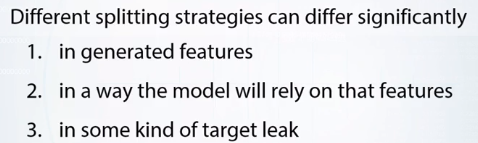 Different splitting strategies can differ significantly
1. in generated features
2. in a way the model will rely on that features
3. in some kind of target leak